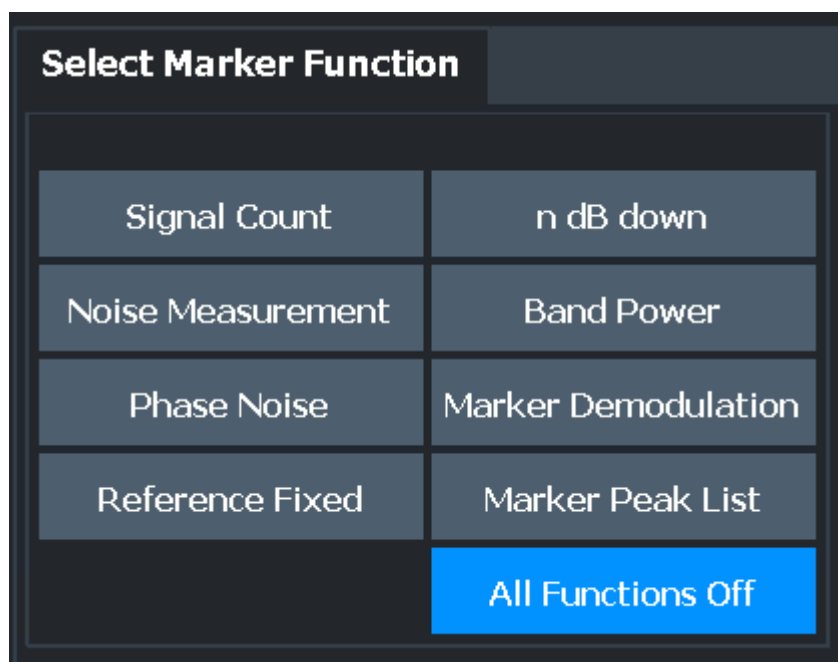 Select Marker Function
Signal Count
n dB down
Noise Measurement
Band Power
Phase Noise
Marker Demodulation
Reference Fixed
Marker Peak List
All Functions Off